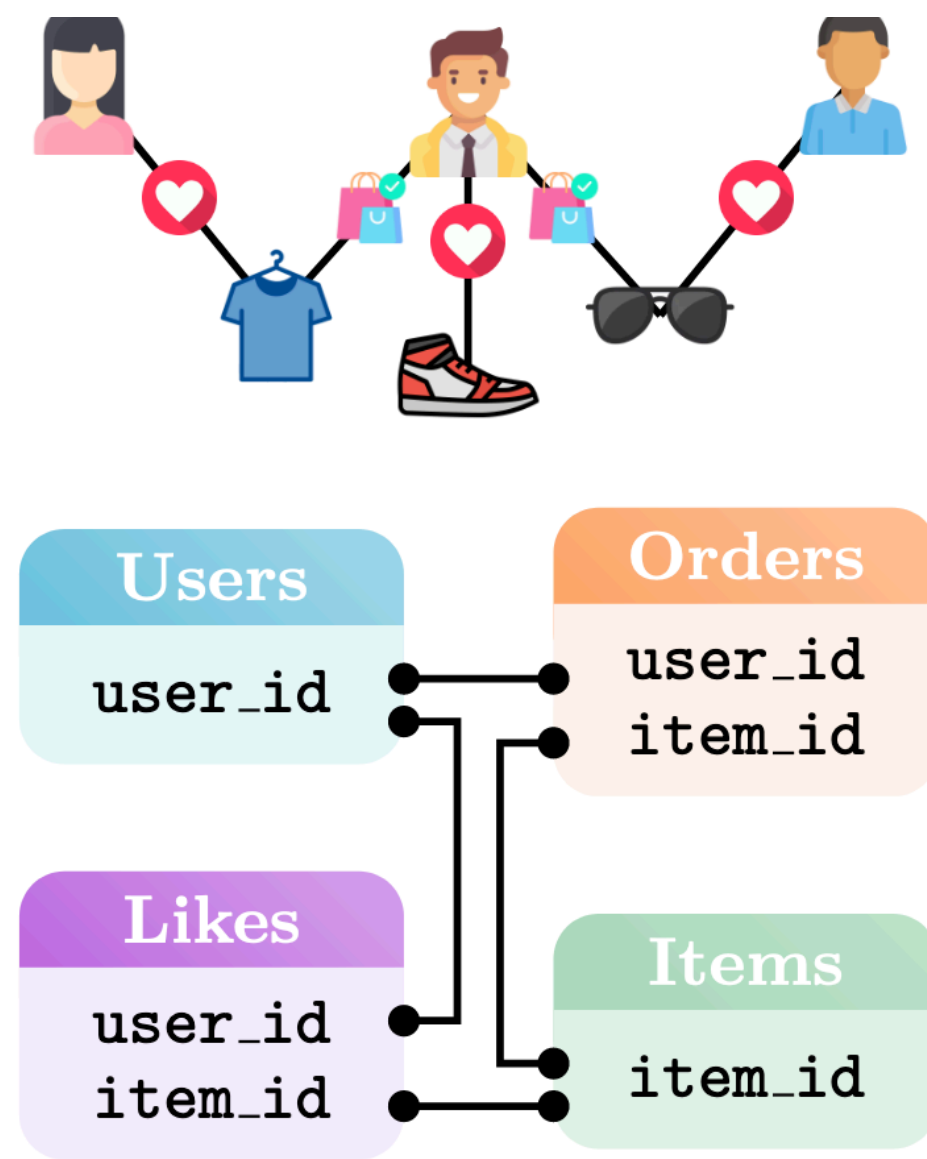 Users
user_id
Orders
user_id
item_id
Likes
user_id
item_id
Items
item_id